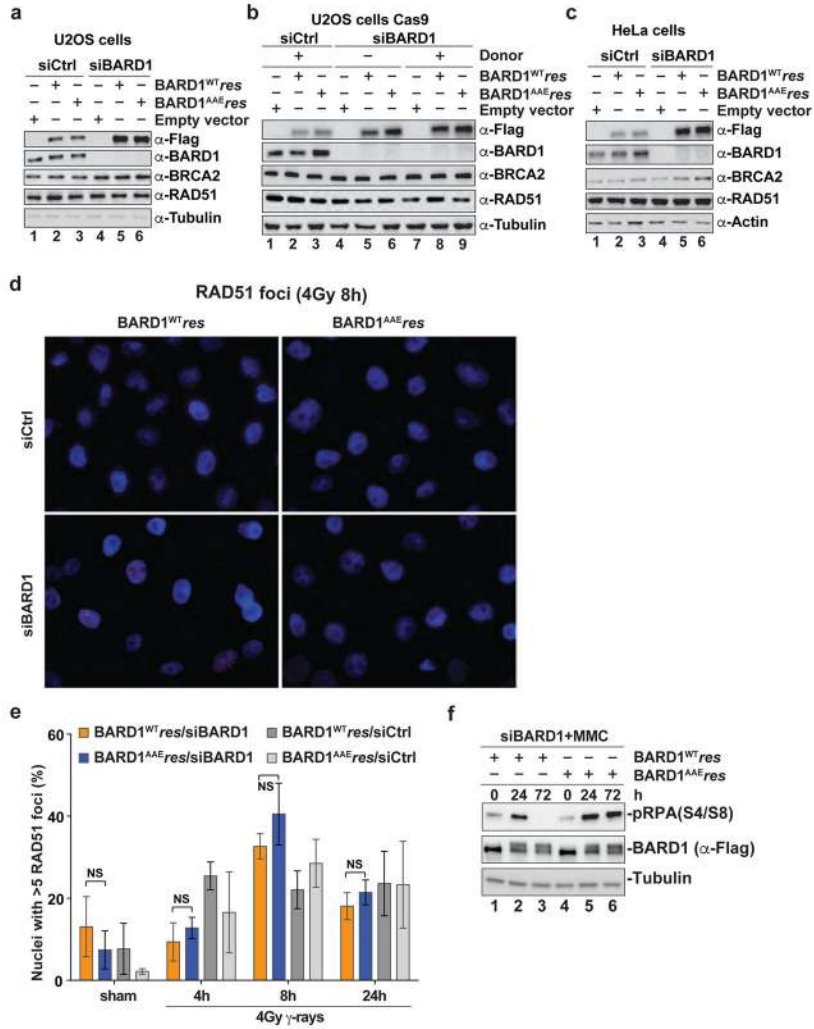 a
U2OS cells
siCtrl siBARD1
– + – – + – BARD1WTres
– – + – – + BARD1AAEres
+ – – + – – Empty vector
α-Flag
α-BARD1
α-BRCA2
α-RAD51
α-Tubulin
1 2 3 4 5 6
b
U2OS cells Cas9
siCtrl siBARD1
+ – + Donor
– + – – + – – + – BARD1WTres
– – + – – + – – + BARD1AAEres
+ – – + – – + – – Empty vector
α-Flag
α-BARD1
α-BRCA2
α-RAD51
α-Tubulin
1 2 3 4 5 6 7 8 9
c
HeLa cells
siCtrl siBARD1
– + – – + – BARD1WTres
– – + – – + BARD1AAEres
+ – – + – – Empty vector
α-Flag
α-BARD1
α-BRCA2
α-RAD51
α-Actin
1 2 3 4 5 6
d
RAD51 foci (4Gy 8h)
BARD1WTres BARD1AAEres
siCtrl
siBARD1
e
BARD1WTres/siBARD1 BARD1WTres/siCtrl
BARD1AAEres/siBARD1 BARD1AAEres/siCtrl
Nuclei with >5 RAD51 foci (%)
60
40
20
0
NS
NS
NS
NS
sham 4h 8h 24h
4Gy γ-rays
f
siBARD1+MMC
+ + + – – – BARD1WTres
– – – + + + BARD1AAEres
0 24 72 0 24 72 h
-pRPA(S4/S8)
-BARD1 (α-Flag)
-Tubulin
1 2 3 4 5 6